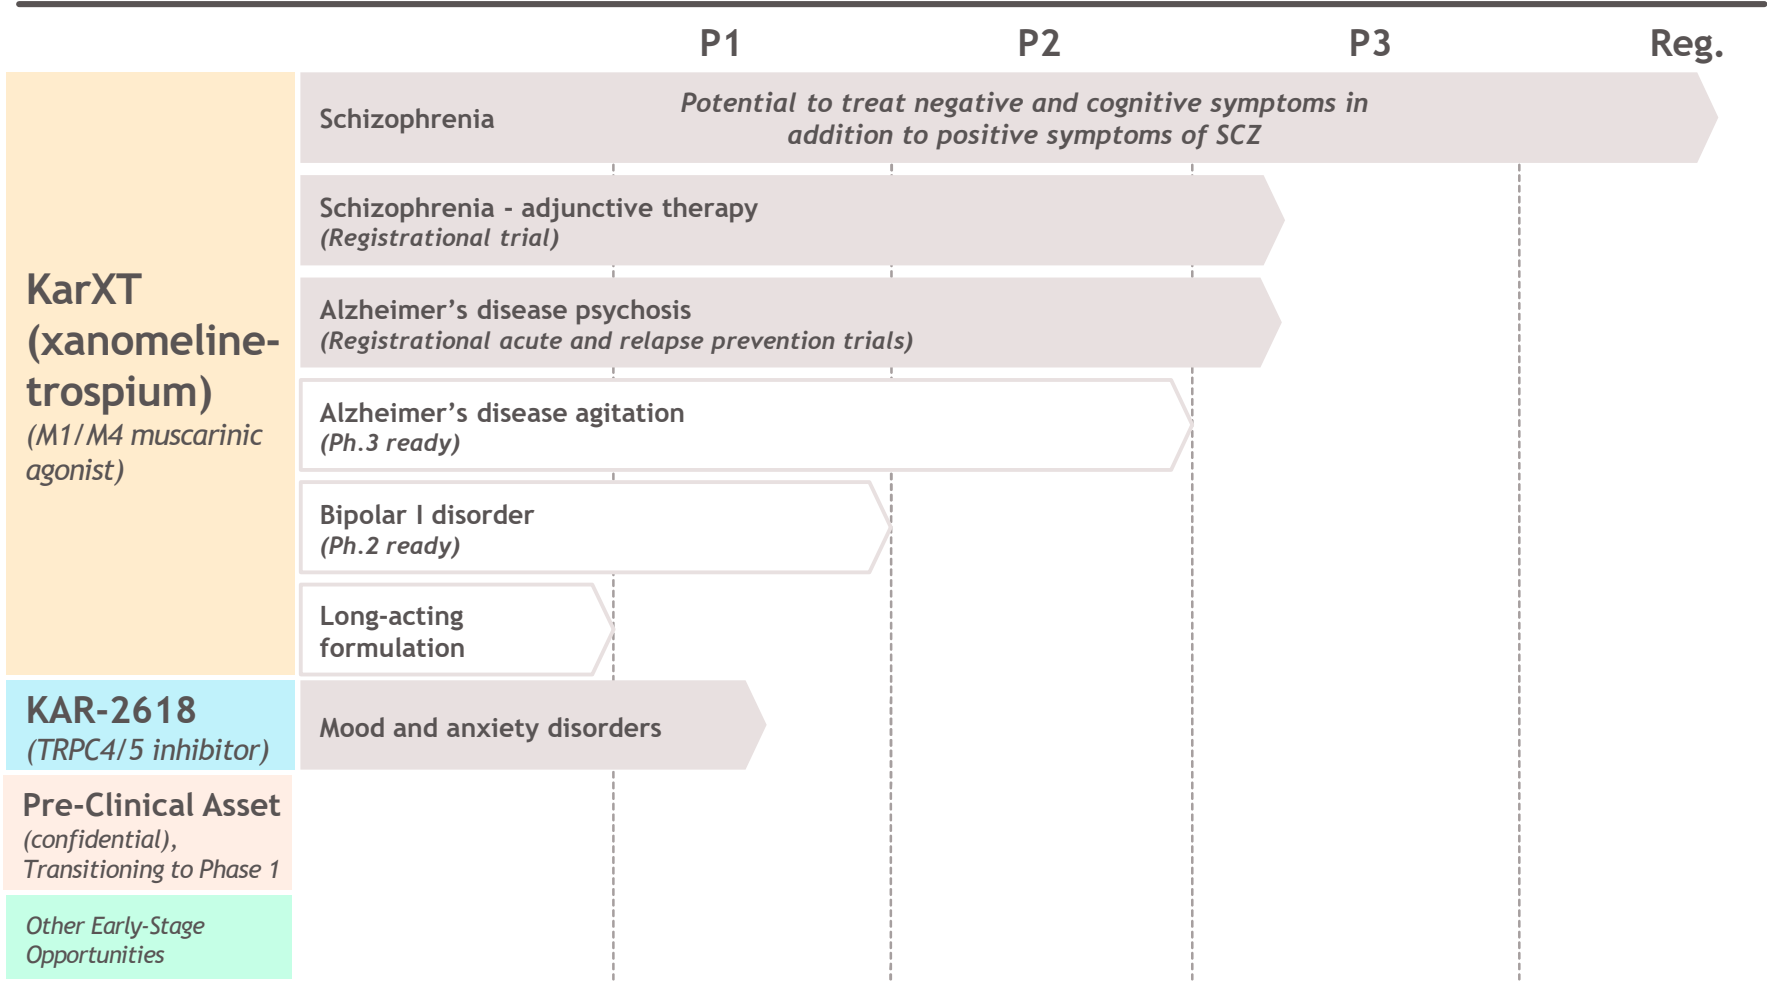 P1 P2 P3 Reg.
Schizophrenia
Potential to treat negative and cognitive symptoms in
addition to positive symptoms of SCZ
Schizophrenia - adjunctive therapy
(Registrational trial)
KarXT
(xanomeline-
trospium)
(M1/M4 muscarinic
agonist)
Alzheimer’s disease psychosis
(Registrational acute and relapse prevention trials)
Alzheimer’s disease agitation
(Ph.3 ready)
Bipolar I disorder
(Ph.2 ready)
Long-acting
formulation
KAR-2618
(TRPC4/5 inhibitor)
Mood and anxiety disorders
Pre-Clinical Asset
(confidential),
Transitioning to Phase 1
Other Early-Stage
Opportunities